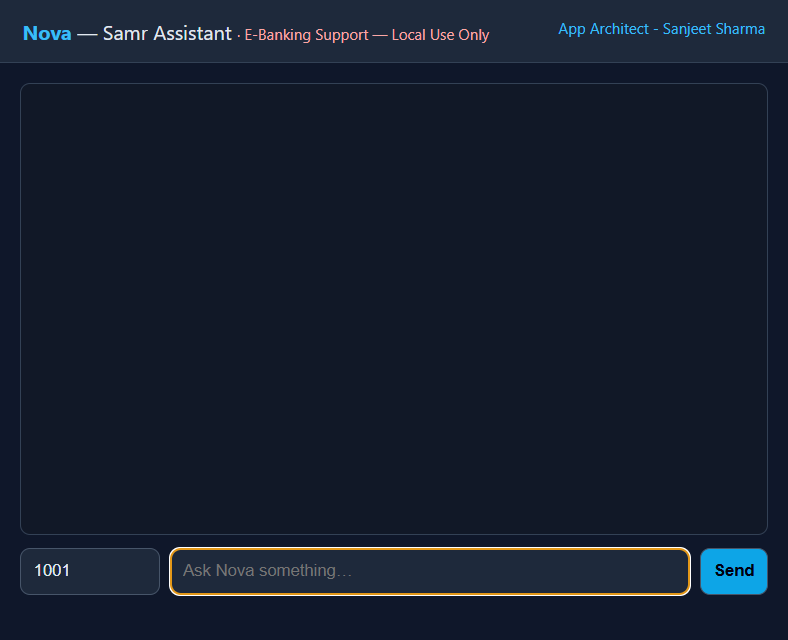 Nova — Samr Assistant · E-Banking Support — Local Use Only
App Architect - Sanjeet Sharma
1001
Ask Nova something…
Send